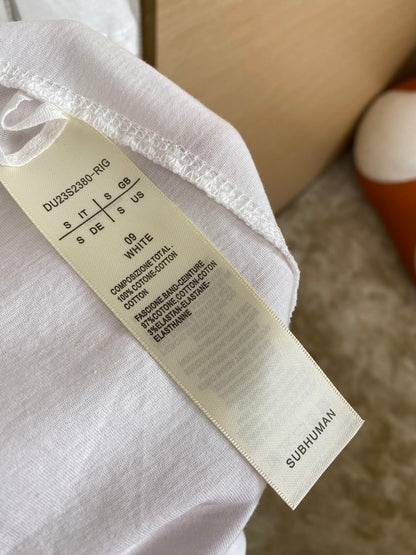 DU23S2380-RIG
S IT S GB
S DE S US
09
WHITE
COMPOSIZIONE TOTAL.
100% COTONE-COTTON
COTTON
FASCIONE.BAND-CEINTURE
97% COTONE.COTTON-COTON
3% ELASTAN-ELASTANE-
ELASTHANNE
SUBHUMAN